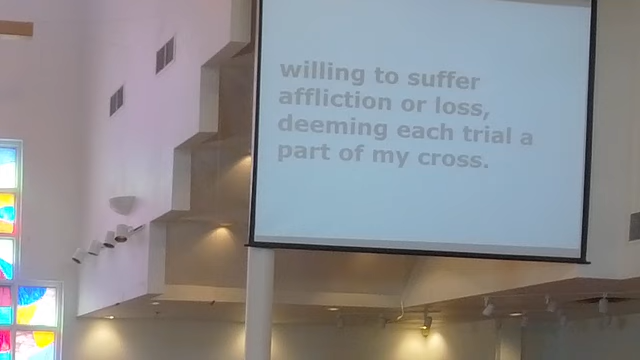 willing to suffer
affliction or loss,
deeming each trial a
part of my cross.